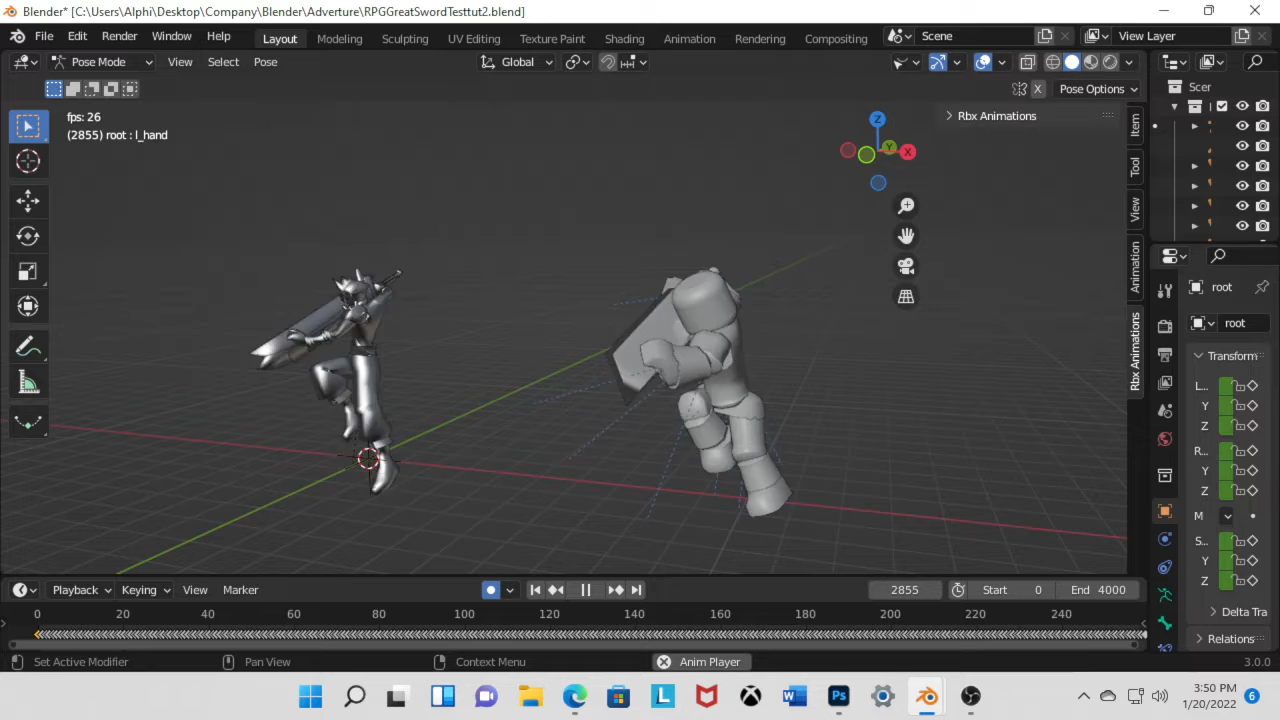 Blender* [C:\Users\Alphi\Desktop\Company\Blender\Adverture\RPGGreatSwordTesttut2.blend]
File Edit Render Window Help Layout Modeling Sculpting UV Editing Texture Paint Shading Animation Rendering Compositing Scene View Layer
Pose Mode View Select Pose Global
X Pose Options
Scer
fps: 26
(2855) root : l_hand
Rbx Animations
Z
Y
X
Item
Tool
View
Animation
Rbx Animations
root
root
Transform
L...
Y
Z
R...
Y
Z
M
S...
Y
Z
Delta Tra
Relations
Playback Keying View Marker 2855 Start 0 End 4000
0 20 40 60 80 100 120 140 160 180 200 220 240
Set Active Modifier Pan View Context Menu Anim Player 3.0.0
L W Ps
3:50 PM
1/20/2022
6